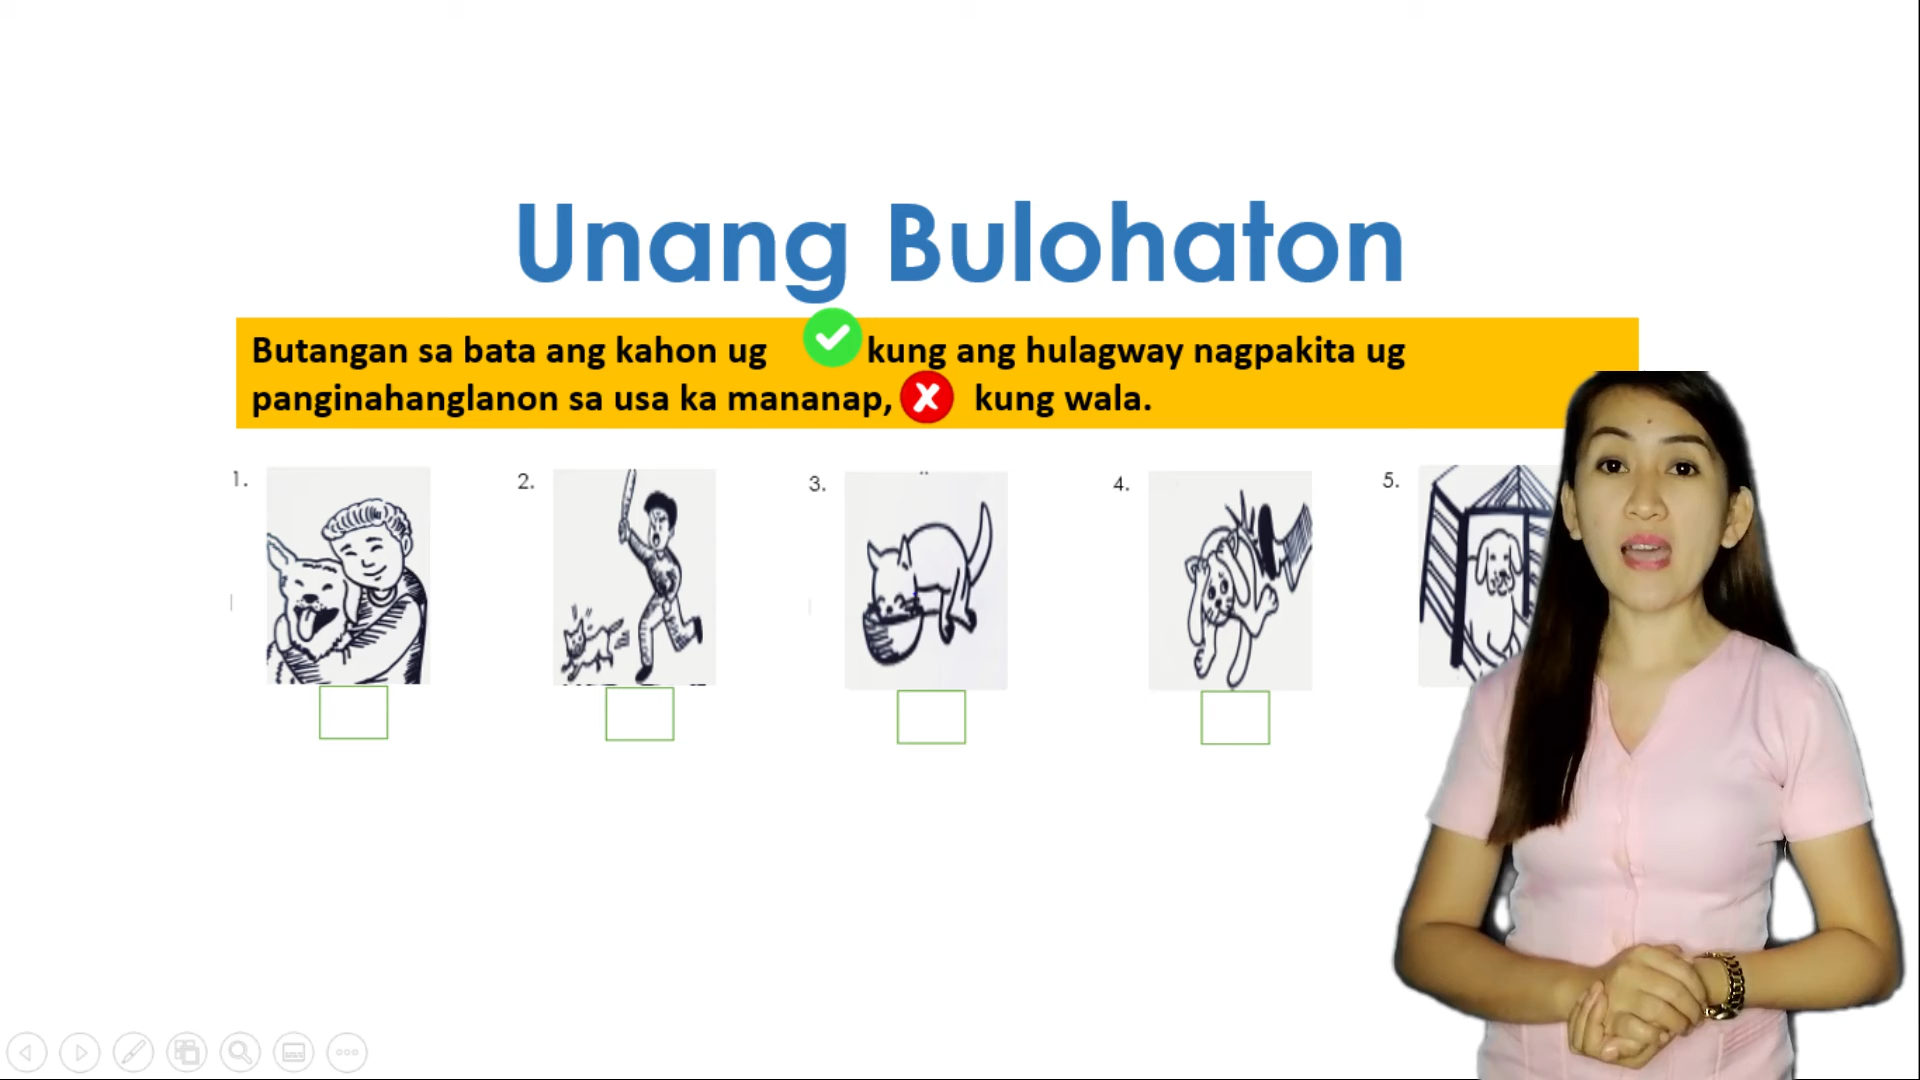 Unang Bulohaton
Butangan sa bata ang kahon ug kung ang hulagway nagpakita ug
panginahanglanon sa usa ka mananap, kung wala.
1. 2. 3. 4. 5.